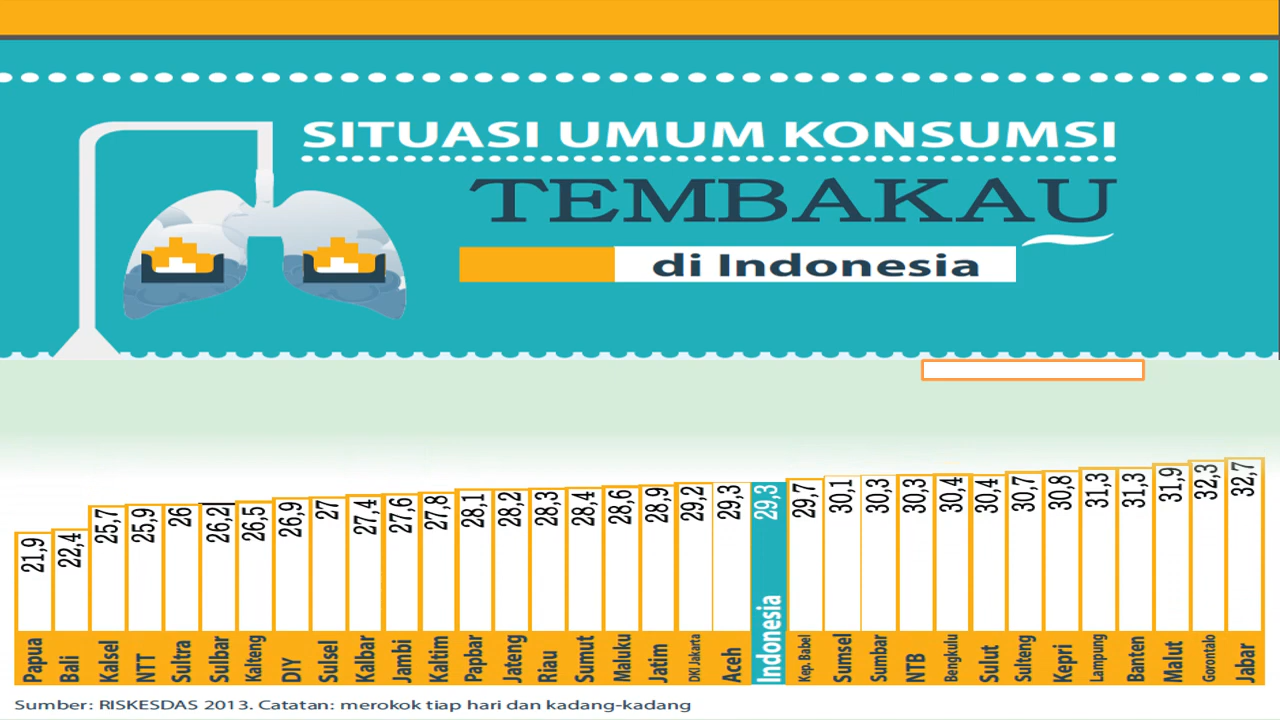 SITUASI UMUM KONSUMSI
TEMBAKAU
di Indonesia
21,9 22,4 25,7 25,9 26 26,2 26,5 26,9 27 27,4 27,6 27,8 28,1 28,2 28,3 28,4 28,6 28,9 29,2 29,3 29,3 29,7 30,1 30,3 30,3 30,4 30,4 30,7 30,8 31,3 31,3 31,9 32,3 32,7
Papua Bali Kalsel NTT Sultra Sulbar Kalteng DIY Sulsel Kalbar Jambi Kaltim Papbar Jateng Riau Sumut Maluku Jatim DKI Jakarta Aceh Indonesia Kep. Babel Sumsel Sumbar NTB Bengkulu Sulut Sulteng Kepri Lampung Banten Malut Gorontalo Jabar
Sumber: RISKESDAS 2013. Catatan: merokok tiap hari dan kadang-kadang